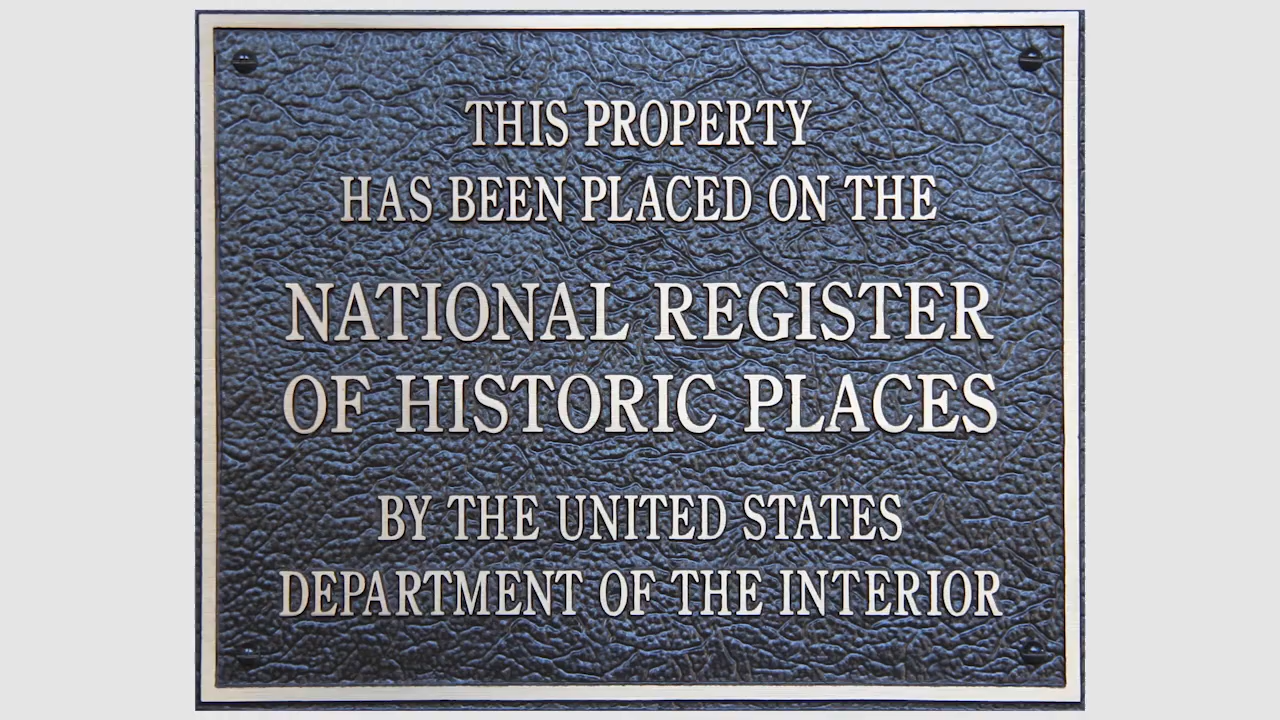 THIS PROPERTY
HAS BEEN PLACED ON THE
NATIONAL REGISTER
OF HISTORIC PLACES
BY THE UNITED STATES
DEPARTMENT OF THE INTERIOR